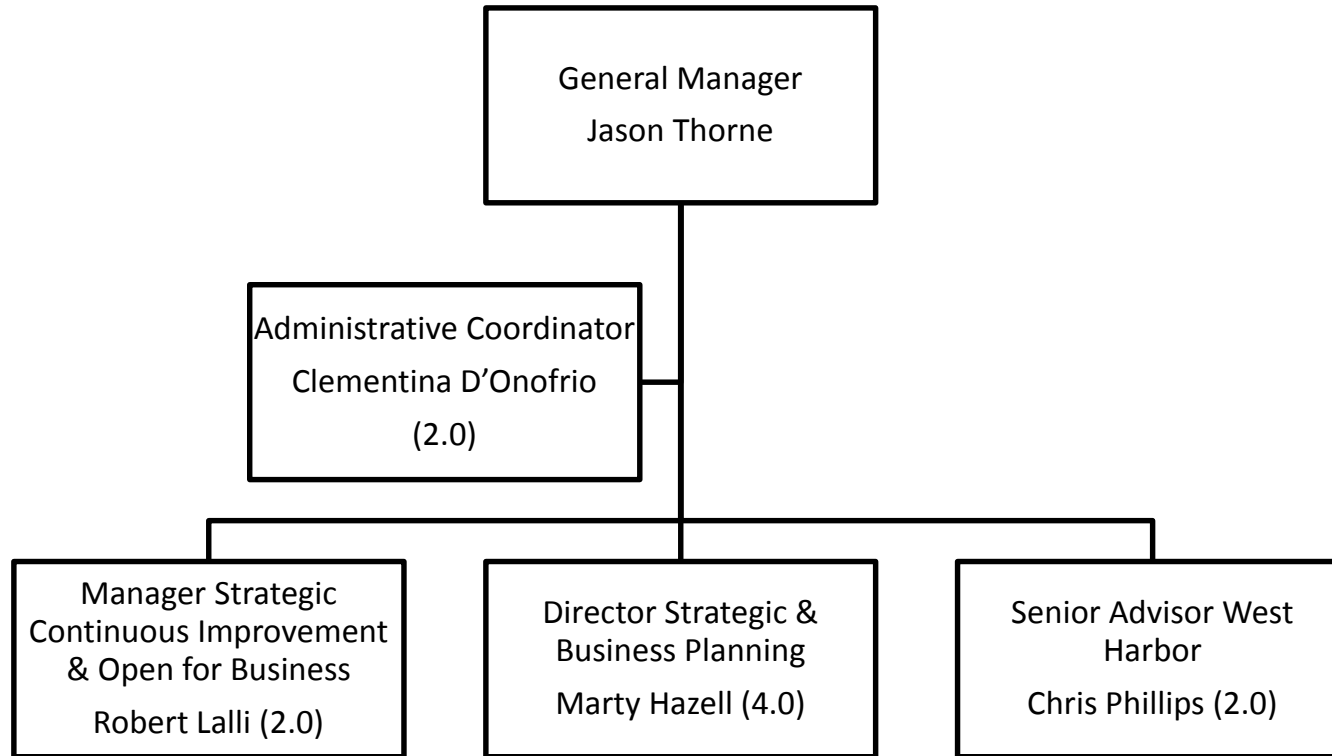 General Manager
Jason Thorne
Administrative Coordinator
Clementina D’Onofrio
(2.0)
Manager Strategic
Continuous Improvement
& Open for Business
Robert Lalli (2.0)
Director Strategic &
Business Planning
Marty Hazell (4.0)
Senior Advisor West
Harbor
Chris Phillips (2.0)